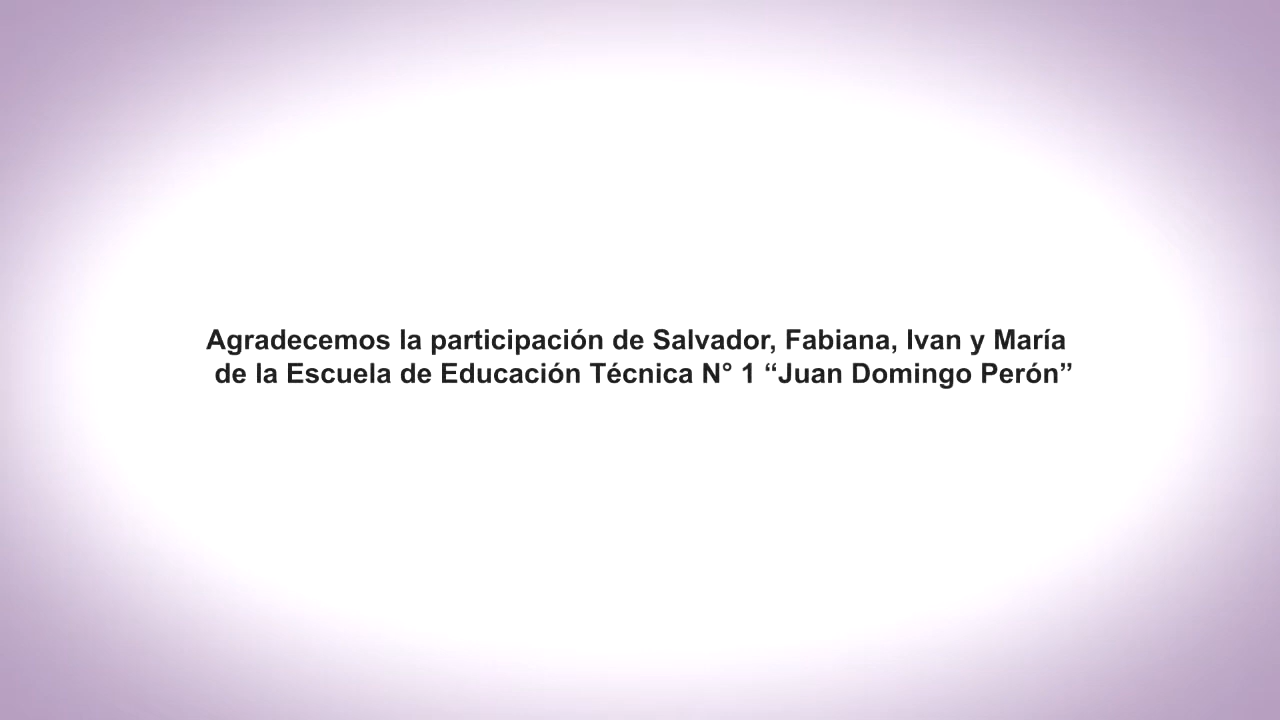 Agradecemos la participación de Salvador, Fabiana, Ivan y María
de la Escuela de Educación Técnica N° 1 “Juan Domingo Perón”